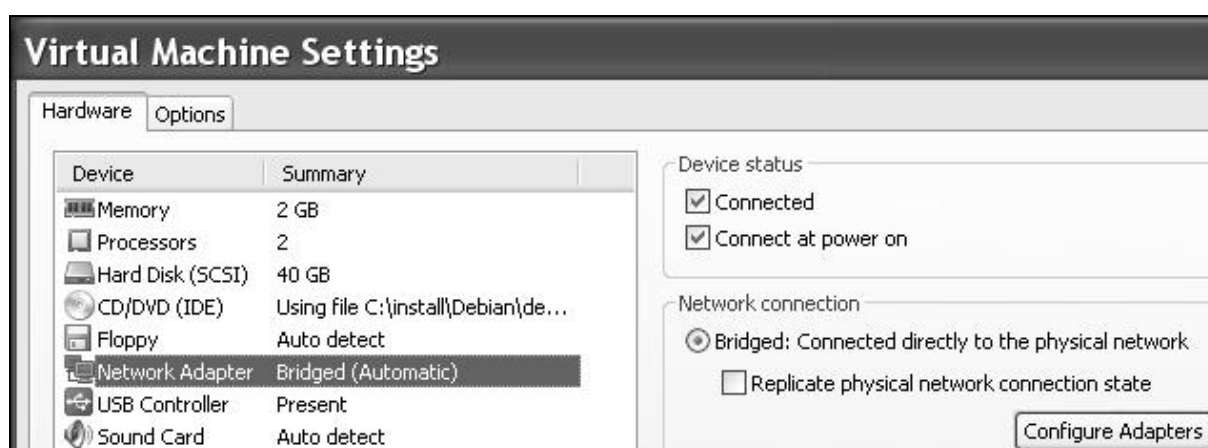 Virtual Machine Settings
Hardware Options
Device Summary
Memory 2 GB
Processors 2
Hard Disk (SCSI) 40 GB
CD/DVD (IDE) Using file C:\install\Debian\de...
Floppy Auto detect
Network Adapter Bridged (Automatic)
USB Controller Present
Sound Card Auto detect
Device status
Connected
Connect at power on
Network connection
Bridged: Connected directly to the physical network
Replicate physical network connection state
Configure Adapters